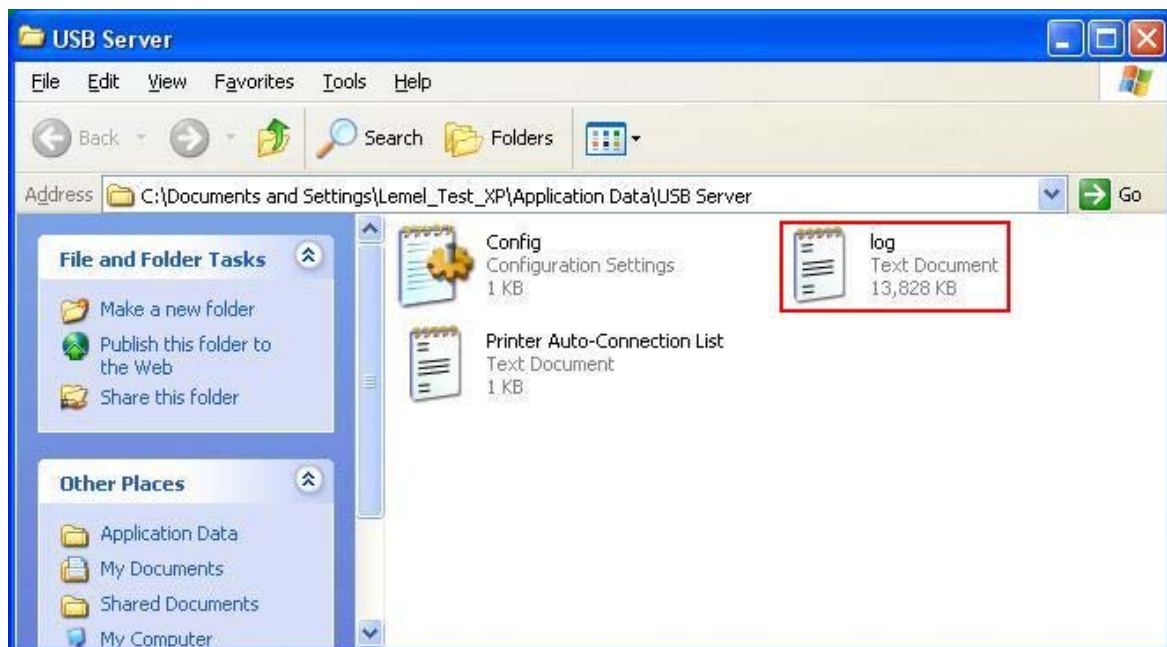 USB Server
File Edit View Favorites Tools Help
Back Search Folders
Address C:\Documents and Settings\Lemel_Test_XP\Application Data\USB Server Go
File and Folder Tasks
Make a new folder
Publish this folder to
the Web
Share this folder
Other Places
Application Data
My Documents
Shared Documents
My Computer
Config
Configuration Settings
1 KB
log
Text Document
13,828 KB
Printer Auto-Connection List
Text Document
1 KB